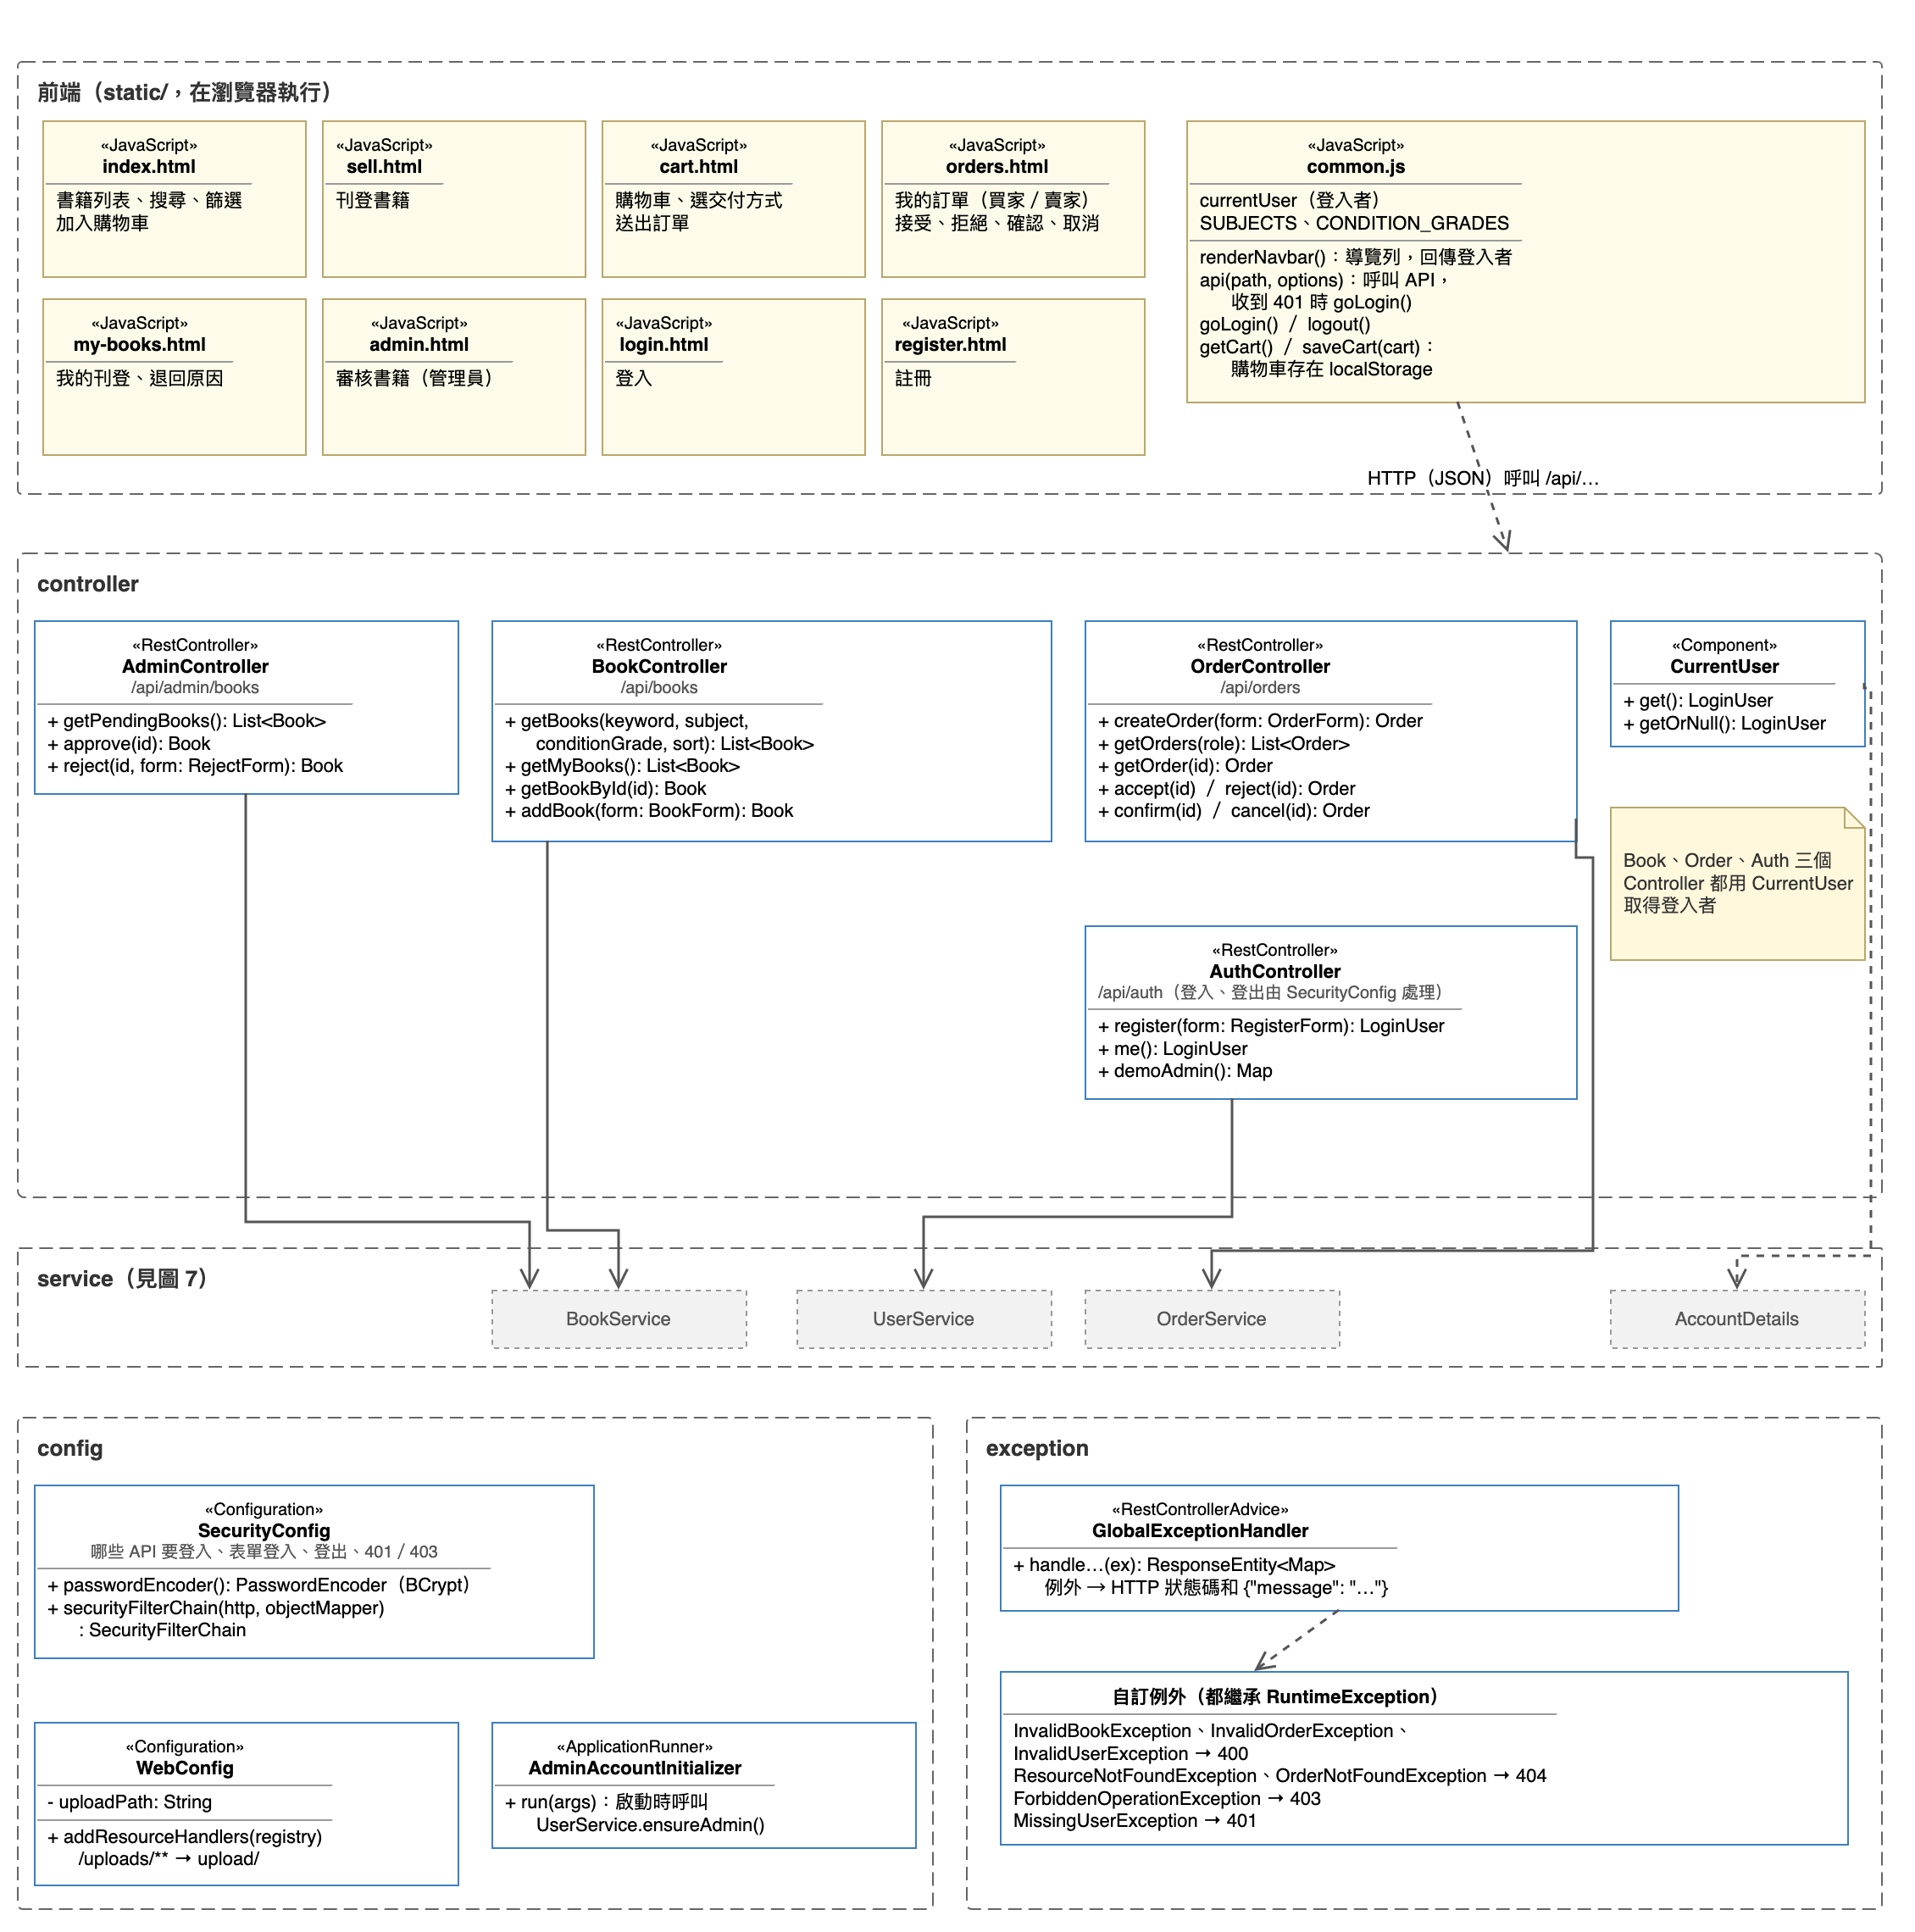 前端（static/，在瀏覽器執行）
«JavaScript»
index.html
書籍列表、搜尋、篩選
加入購物車
«JavaScript»
sell.html
刊登書籍
«JavaScript»
cart.html
購物車、選交付方式
送出訂單
«JavaScript»
orders.html
我的訂單（買家 / 賣家）
接受、拒絕、確認、取消
«JavaScript»
common.js
currentUser（登入者）
SUBJECTS、CONDITION_GRADES
renderNavbar()：導覽列，回傳登入者
api(path, options)：呼叫 API，
收到 401 時 goLogin()
goLogin() / logout()
getCart() / saveCart(cart)：
購物車存在 localStorage
«JavaScript»
my-books.html
我的刊登、退回原因
«JavaScript»
admin.html
審核書籍（管理員）
«JavaScript»
login.html
登入
«JavaScript»
register.html
註冊
HTTP（JSON）呼叫 /api/…
controller
«RestController»
AdminController
/api/admin/books
+ getPendingBooks(): List<Book>
+ approve(id): Book
+ reject(id, form: RejectForm): Book
«RestController»
BookController
/api/books
+ getBooks(keyword, subject,
conditionGrade, sort): List<Book>
+ getMyBooks(): List<Book>
+ getBookById(id): Book
+ addBook(form: BookForm): Book
«RestController»
OrderController
/api/orders
+ createOrder(form: OrderForm): Order
+ getOrders(role): List<Order>
+ getOrder(id): Order
+ accept(id) / reject(id): Order
+ confirm(id) / cancel(id): Order
«Component»
CurrentUser
+ get(): LoginUser
+ getOrNull(): LoginUser
Book、Order、Auth 三個
Controller 都用 CurrentUser
取得登入者
«RestController»
AuthController
/api/auth（登入、登出由 SecurityConfig 處理）
+ register(form: RegisterForm): LoginUser
+ me(): LoginUser
+ demoAdmin(): Map
service（見圖 7）
BookService
UserService
OrderService
AccountDetails
config
«Configuration»
SecurityConfig
哪些 API 要登入、表單登入、登出、401 / 403
+ passwordEncoder(): PasswordEncoder（BCrypt）
+ securityFilterChain(http, objectMapper)
: SecurityFilterChain
«Configuration»
WebConfig
- uploadPath: String
+ addResourceHandlers(registry)
/uploads/** → upload/
«ApplicationRunner»
AdminAccountInitializer
+ run(args)：啟動時呼叫
UserService.ensureAdmin()
exception
«RestControllerAdvice»
GlobalExceptionHandler
+ handle…(ex): ResponseEntity<Map>
例外 → HTTP 狀態碼和 {"message": "…"}
自訂例外（都繼承 RuntimeException）
InvalidBookException、InvalidOrderException、
InvalidUserException → 400
ResourceNotFoundException、OrderNotFoundException → 404
ForbiddenOperationException → 403
MissingUserException → 401